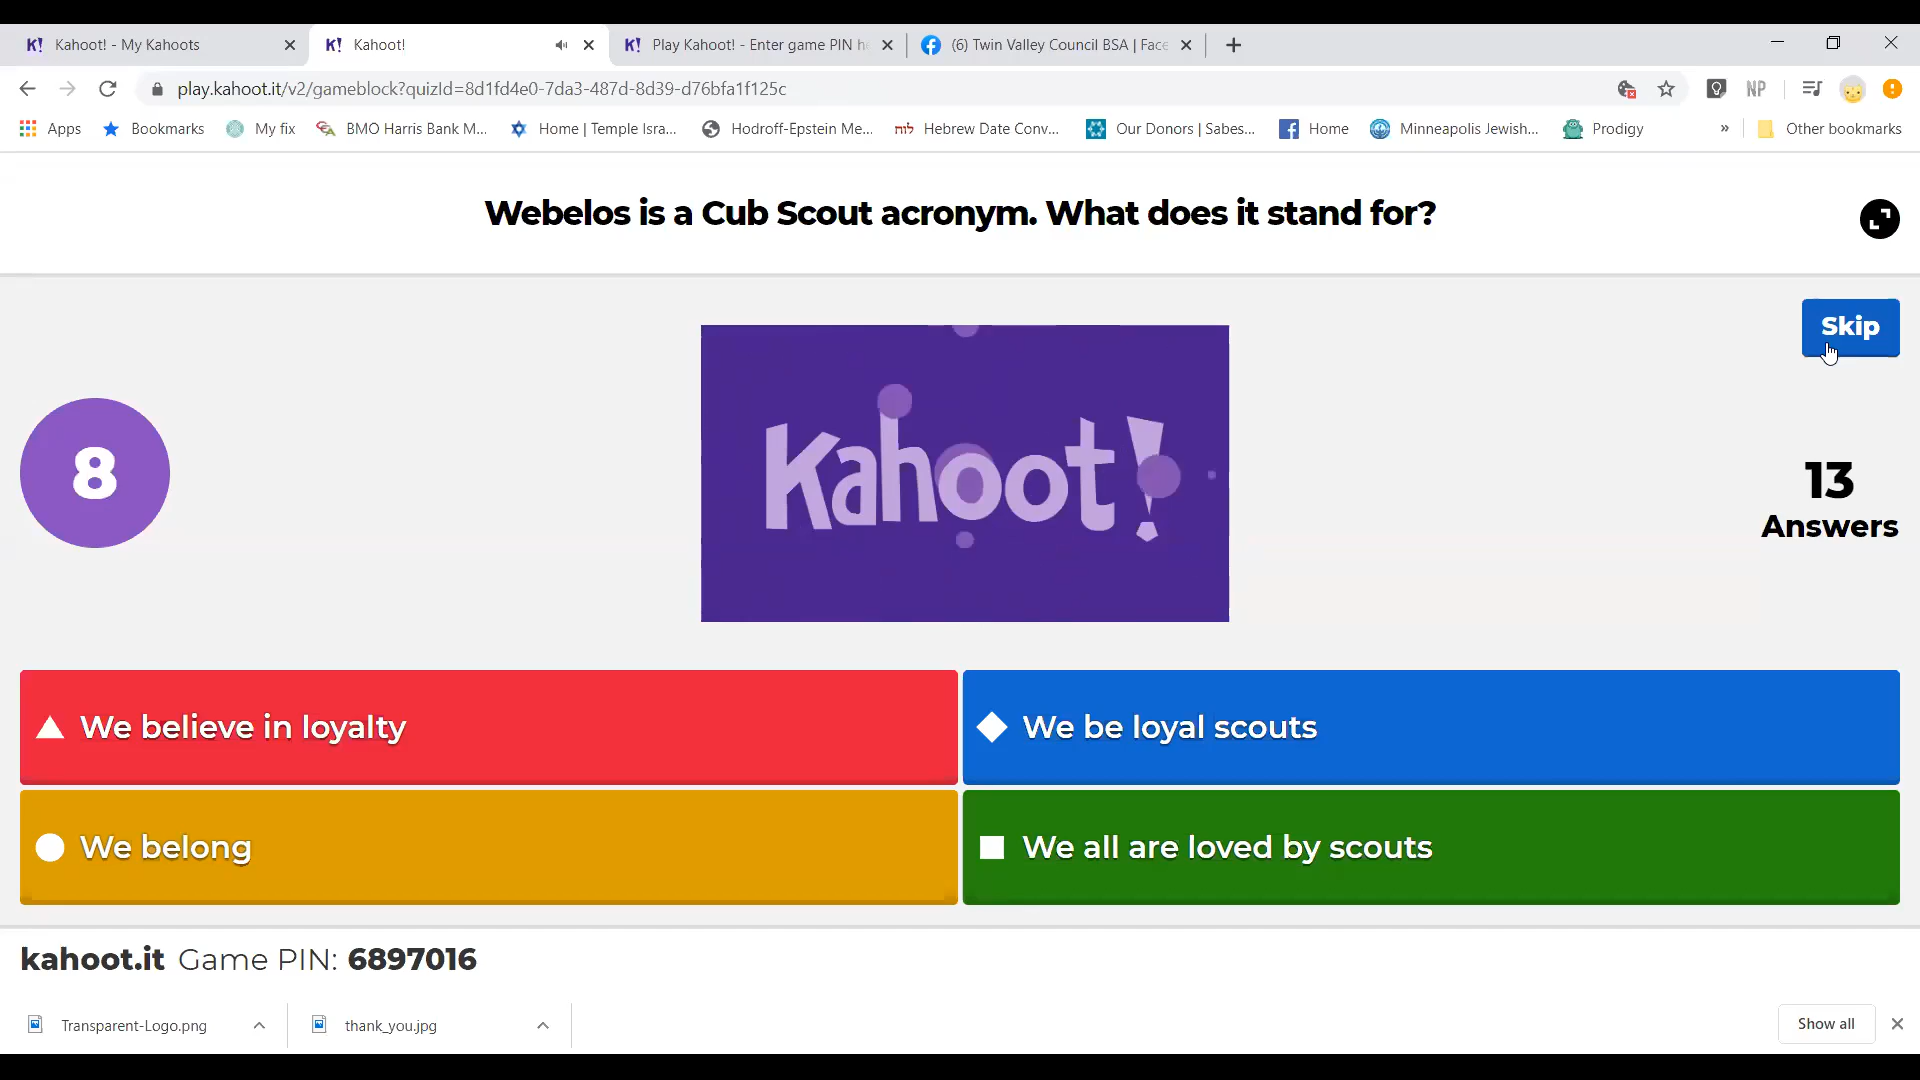 Kahoot! - My Kahoots
Kahoot!
Play Kahoot! - Enter game PIN h
(6) Twin Valley Council BSA | Face
play.kahoot.it/v2/gameblock?quizId=8d1fd4e0-7da3-487d-8d39-d76bfa1f125c
NP
Apps
Bookmarks
My fix
BMO Harris Bank M...
Home | Temple Isra...
Hodroff-Epstein Me...
Hebrew Date Conv...
Our Donors | Sabes...
Home
Minneapolis Jewish...
Prodigy
Other bookmarks
Webelos is a Cub Scout acronym. What does it stand for?
Skip
8
Kahoot!
13
Answers
We believe in loyalty
We be loyal scouts
We belong
We all are loved by scouts
kahoot.it Game PIN: 6897016
Transparent-Logo.png
thank_you.jpg
Show all